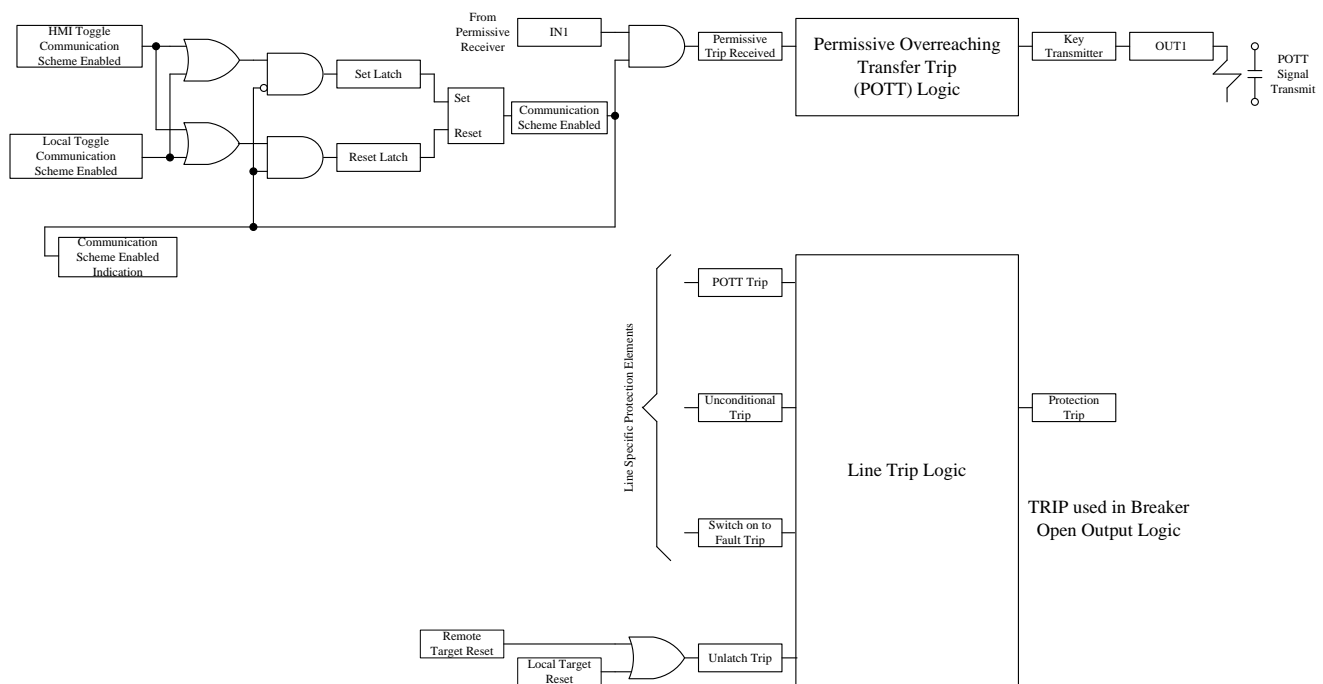 HMI Toggle
Communication
Scheme Enabled
Local Toggle
Communication
Scheme Enabled
Communication
Scheme Enabled
Indication
Set Latch
Reset Latch
Set
Reset
Communication
Scheme Enabled
From
Permissive
Receiver
IN1
Permissive
Trip Received
Permissive Overreaching
Transfer Trip
(POTT) Logic
Key
Transmitter
OUT1
POTT
Signal
Transmit
Line Specific Protection Elements
POTT Trip
Unconditional
Trip
Switch on to
Fault Trip
Line Trip Logic
Protection
Trip
TRIP used in Breaker
Open Output Logic
Remote
Target Reset
Local Target
Reset
Unlatch Trip